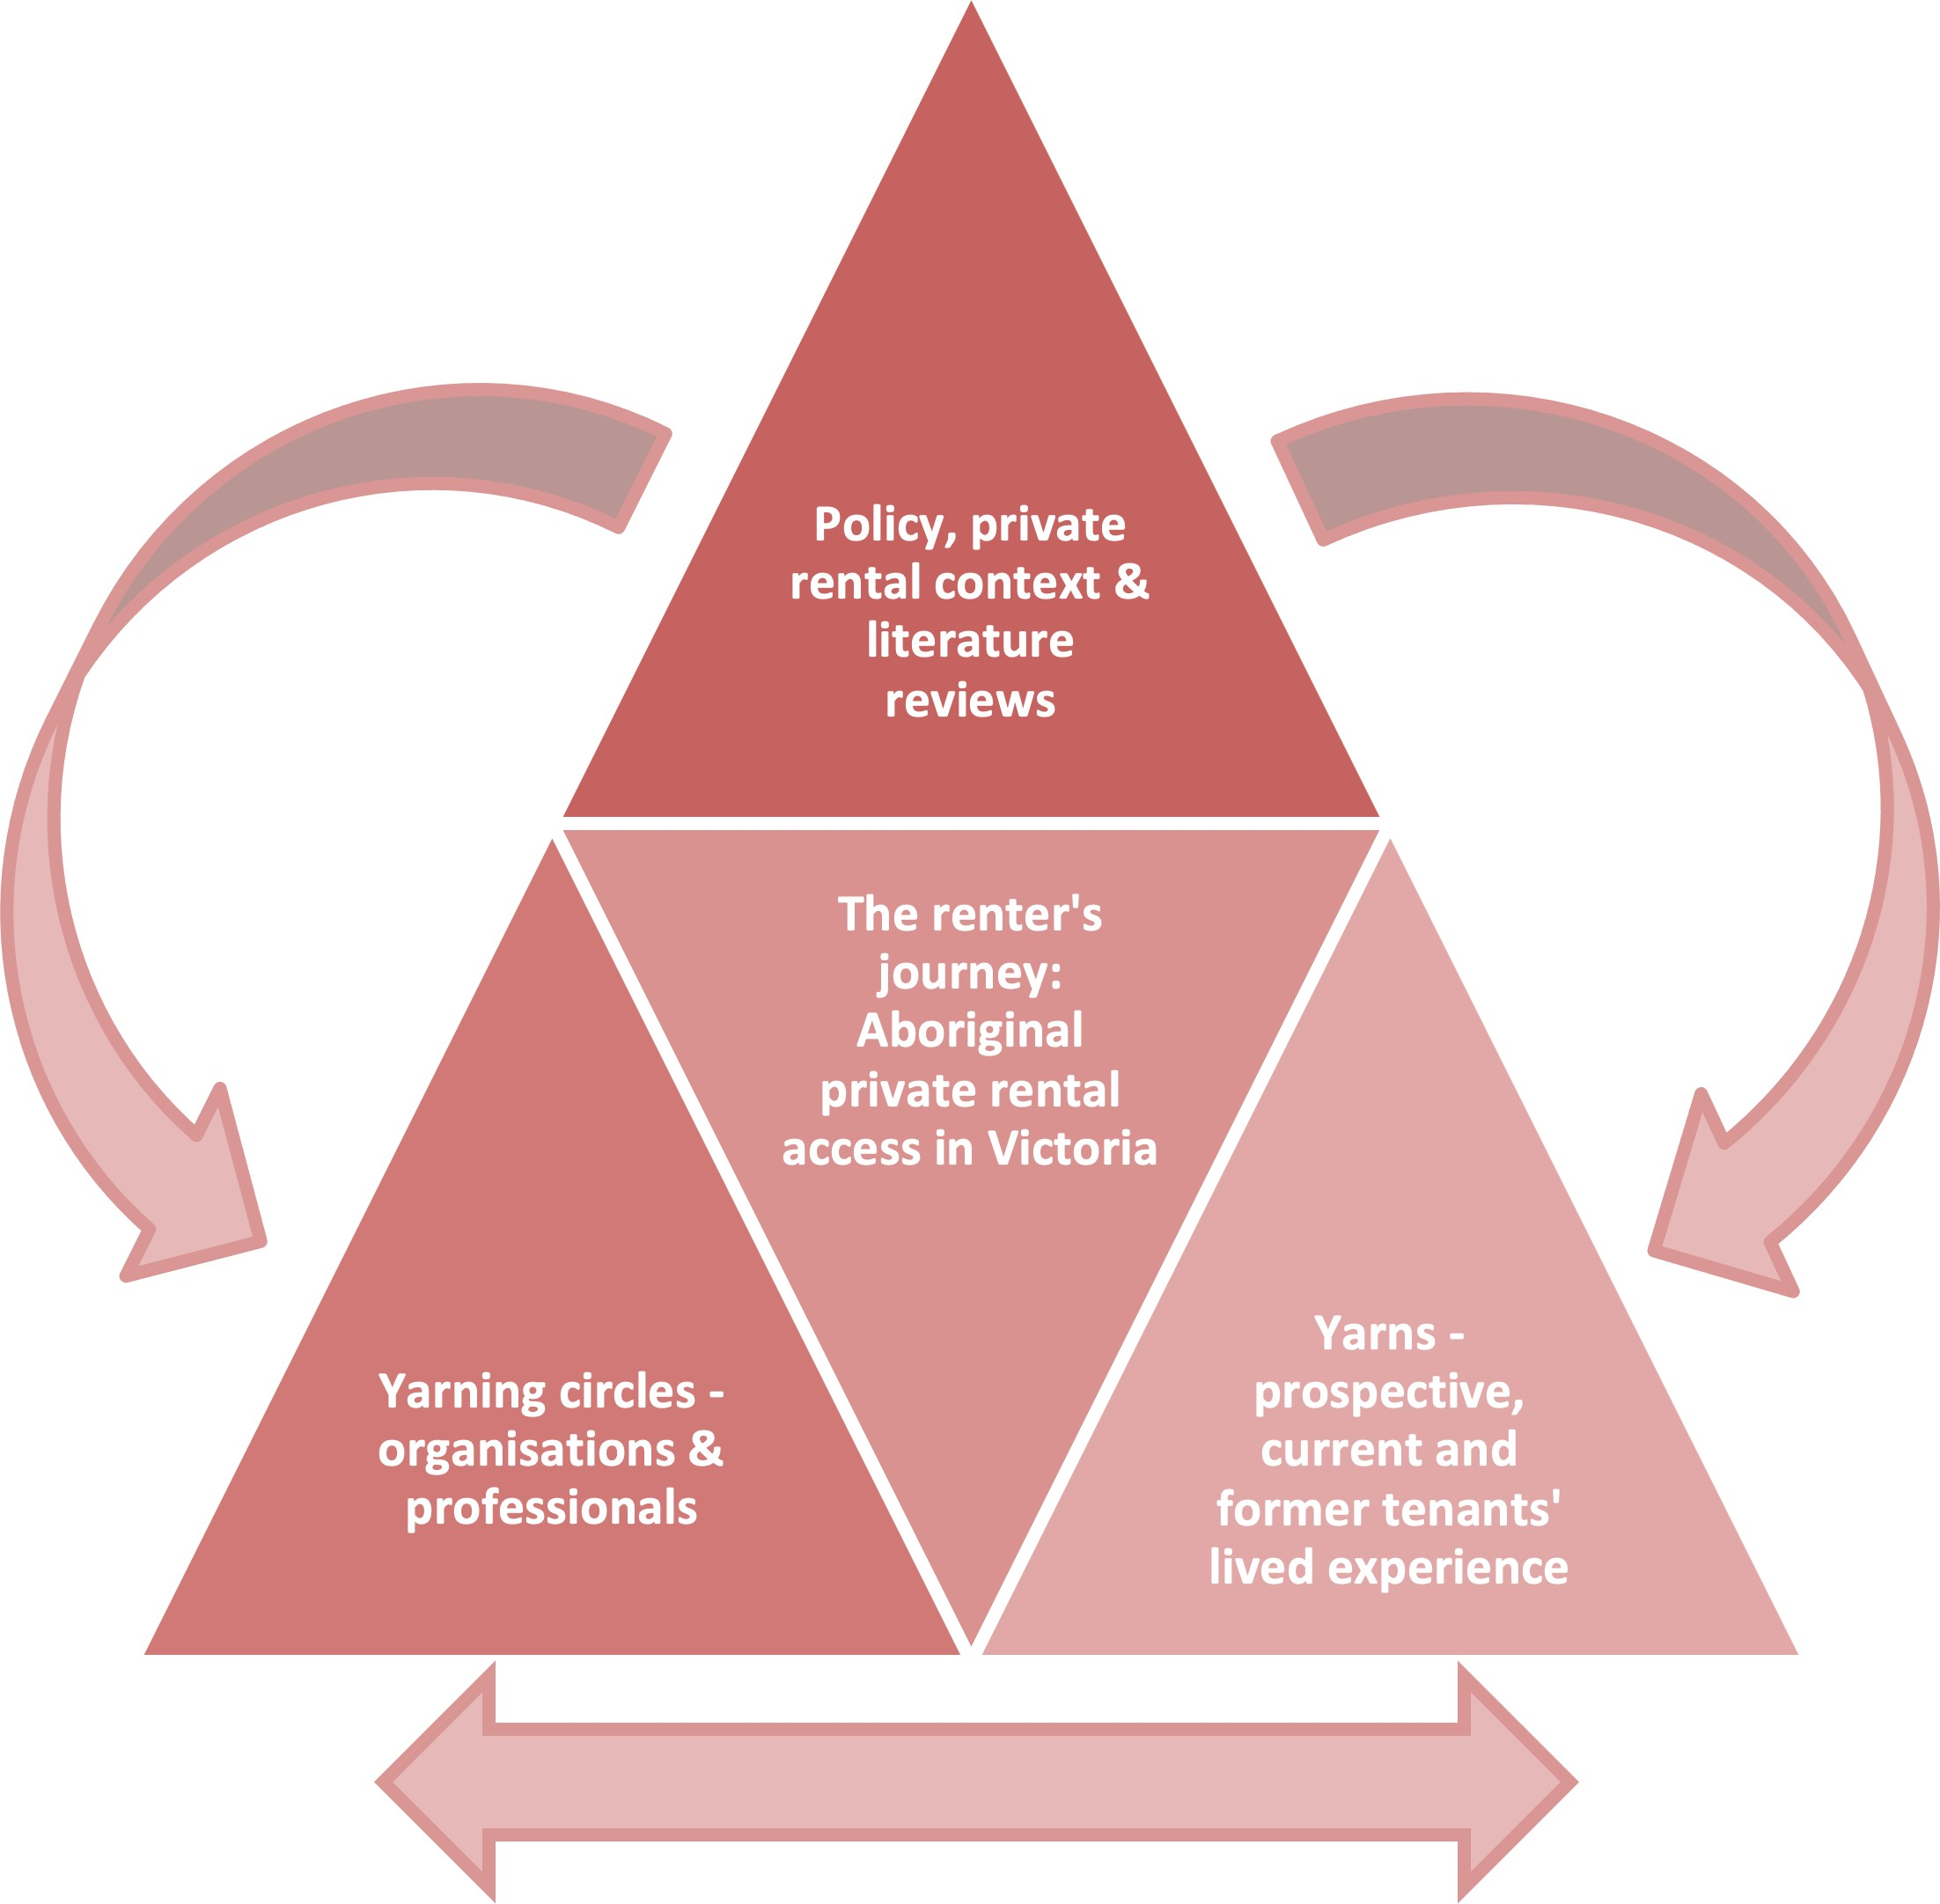 Policy, private
rental context &
literature
reviews
The renter's
journey:
Aboriginal
private rental
access in Victoria
Yarning circles -
organisations &
professionals
Yarns -
prospective,
current and
former tenants'
lived experience